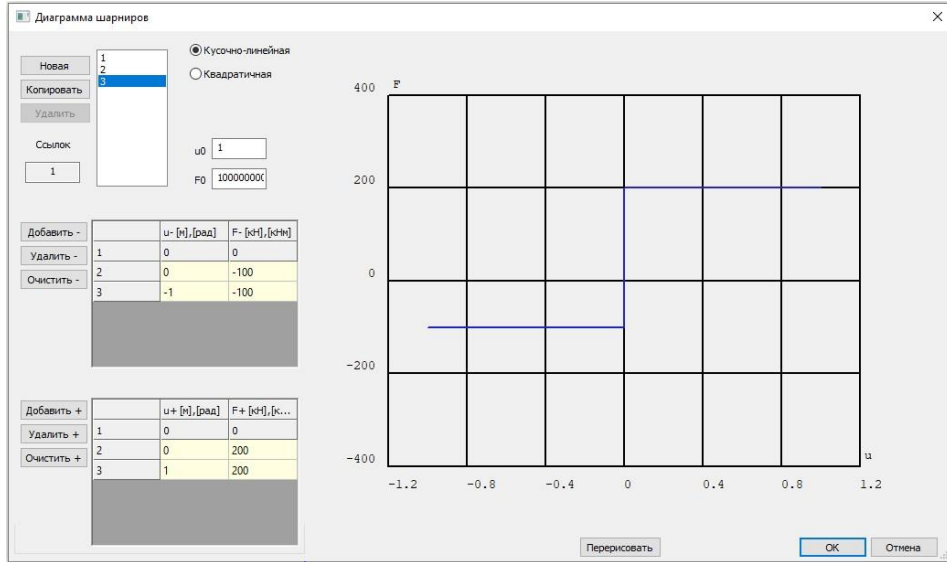 Диаграмма шарниров
Новая
Копировать
Удалить
Ссылок
1
1
2
3
Кусочно-линейная
Квадратичная
u0 1
F0 100000000
Добавить -
Удалить -
Очистить -
u- [м],[рад] F- [кН],[кНм]
1 0 0
2 0 -100
3 -1 -100
Добавить +
Удалить +
Очистить +
u+ [м],[рад] F+ [кН],[к...
1 0 0
2 0 200
3 1 200
F
400
200
0
-200
-400
u
-1.2 -0.8 -0.4 0 0.4 0.8 1.2
Перерисовать
OK
Отмена